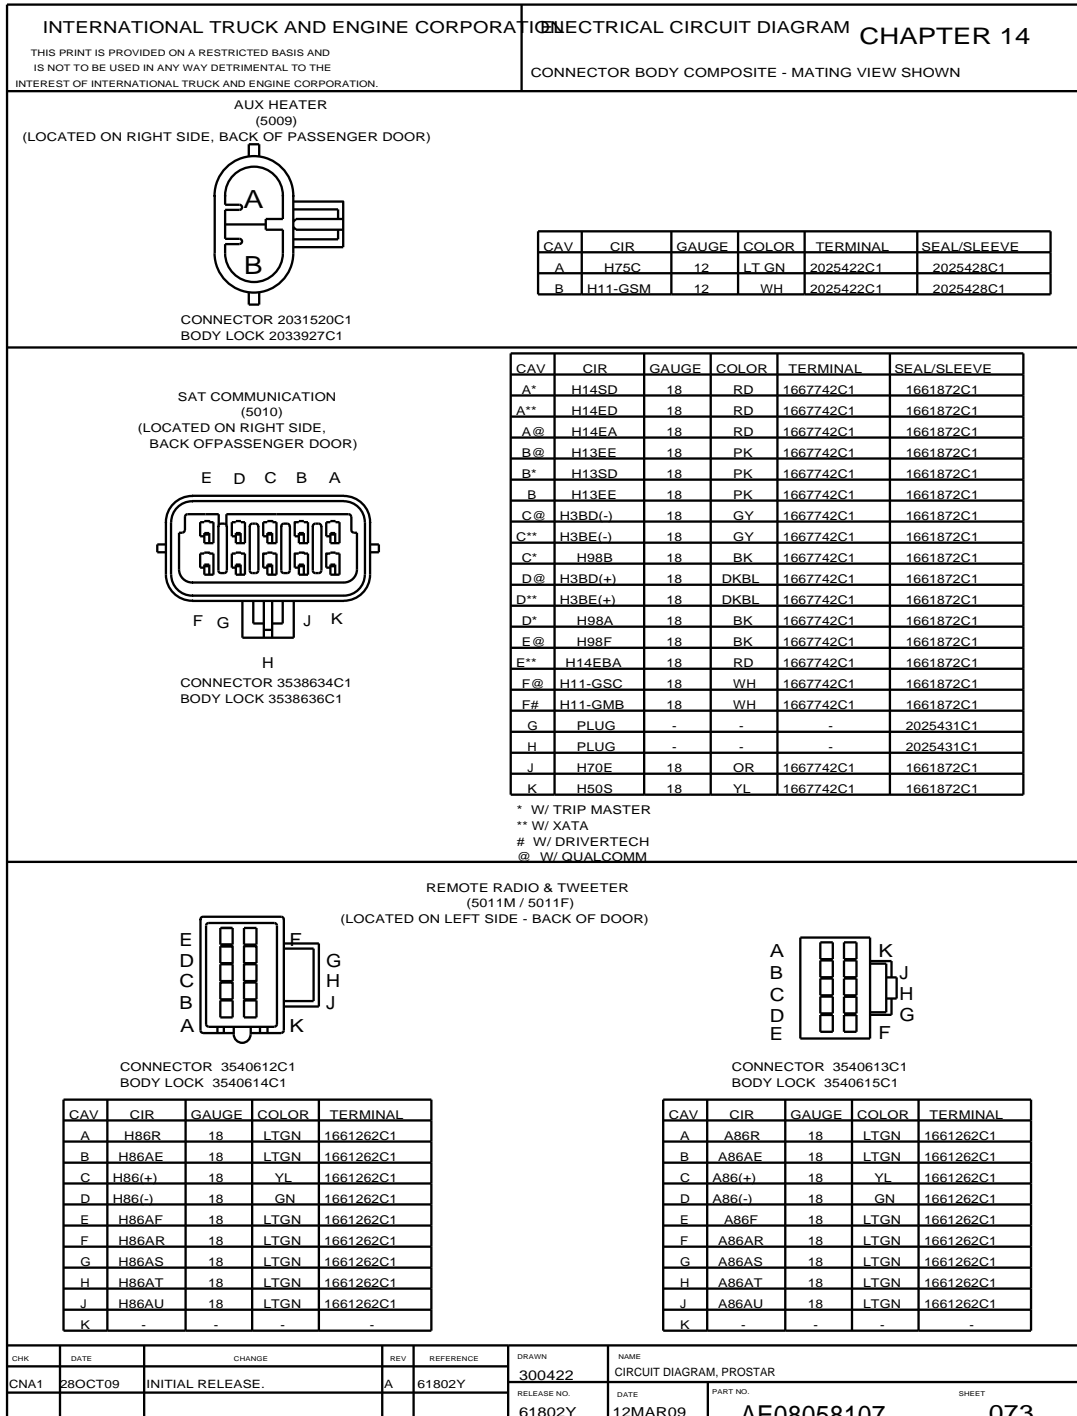 INTERNATIONAL TRUCK AND ENGINE CORPORATION
THIS PRINT IS PROVIDED ON A RESTRICTED BASIS AND
IS NOT TO BE USED IN ANY WAY DETRIMENTAL TO THE
INTEREST OF INTERNATIONAL TRUCK AND ENGINE CORPORATION.
ELECTRICAL CIRCUIT DIAGRAM CHAPTER 14
CONNECTOR BODY COMPOSITE - MATING VIEW SHOWN
AUX HEATER
(5009)
(LOCATED ON RIGHT SIDE, BACK OF PASSENGER DOOR)
A
B
CONNECTOR 2031520C1
BODY LOCK 2033927C1
CAV CIR GAUGE COLOR TERMINAL SEAL/SLEEVE
A H75C 12 LT GN 2025422C1 2025428C1
B H11-GSM 12 WH 2025422C1 2025428C1
SAT COMMUNICATION
(5010)
(LOCATED ON RIGHT SIDE,
BACK OFPASSENGER DOOR)
E D C B A
F G J K
H
CONNECTOR 3538634C1
BODY LOCK 3538636C1
CAV CIR GAUGE COLOR TERMINAL SEAL/SLEEVE
A* H14SD 18 RD 1667742C1 1661872C1
A** H14ED 18 RD 1667742C1 1661872C1
A@ H14EA 18 RD 1667742C1 1661872C1
B@ H13EE 18 PK 1667742C1 1661872C1
B* H13SD 18 PK 1667742C1 1661872C1
B H13EE 18 PK 1667742C1 1661872C1
C@ H3BD(-) 18 GY 1667742C1 1661872C1
C** H3BE(-) 18 GY 1667742C1 1661872C1
C* H98B 18 BK 1667742C1 1661872C1
D@ H3BD(+) 18 DKBL 1667742C1 1661872C1
D** H3BE(+) 18 DKBL 1667742C1 1661872C1
D* H98A 18 BK 1667742C1 1661872C1
E@ H98F 18 BK 1667742C1 1661872C1
E** H14EBA 18 RD 1667742C1 1661872C1
F@ H11-GSC 18 WH 1667742C1 1661872C1
F# H11-GMB 18 WH 1667742C1 1661872C1
G PLUG - - - 2025431C1
H PLUG - - - 2025431C1
J H70E 18 OR 1667742C1 1661872C1
K H50S 18 YL 1667742C1 1661872C1
* W/ TRIP MASTER
** W/ XATA
# W/ DRIVERTECH
@ W/ QUALCOMM
REMOTE RADIO & TWEETER
(5011M / 5011F)
(LOCATED ON LEFT SIDE - BACK OF DOOR)
E F
D G
C H
B J
A K
CONNECTOR 3540612C1
BODY LOCK 3540614C1
CAV CIR GAUGE COLOR TERMINAL
A H86R 18 LTGN 1661262C1
B H86AE 18 LTGN 1661262C1
C H86(+) 18 YL 1661262C1
D H86(-) 18 GN 1661262C1
E H86AF 18 LTGN 1661262C1
F H86AR 18 LTGN 1661262C1
G H86AS 18 LTGN 1661262C1
H H86AT 18 LTGN 1661262C1
J H86AU 18 LTGN 1661262C1
K - - - -
A K
B J
C H
D G
E F
CONNECTOR 3540613C1
BODY LOCK 3540615C1
CAV CIR GAUGE COLOR TERMINAL
A A86R 18 LTGN 1661262C1
B A86AE 18 LTGN 1661262C1
C A86(+) 18 YL 1661262C1
D A86(-) 18 GN 1661262C1
E A86F 18 LTGN 1661262C1
F A86AR 18 LTGN 1661262C1
G A86AS 18 LTGN 1661262C1
H A86AT 18 LTGN 1661262C1
J A86AU 18 LTGN 1661262C1
K - - - -
CHK DATE CHANGE REV REFERENCE
CNA1 28OCT09 INITIAL RELEASE. A 61802Y
DRAWN
300422
NAME
CIRCUIT DIAGRAM, PROSTAR
RELEASE NO.
61802Y
DATE
12MAR09
PART NO.
AE08058107
SHEET
073